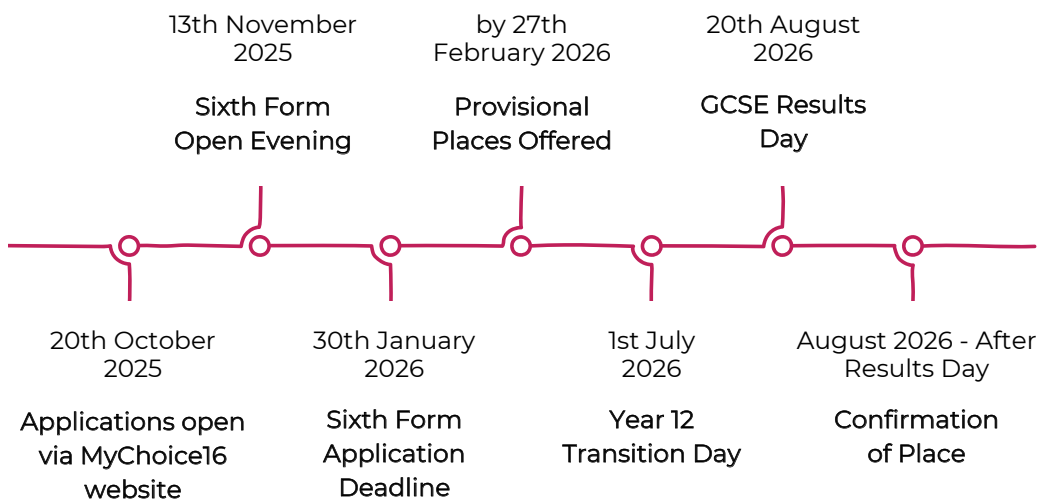 13th November
2025
Sixth Form
Open Evening
by 27th
February 2026
Provisional
Places Offered
20th August
2026
GCSE Results
Day
20th October
2025
Applications open
via MyChoice16
website
30th January
2026
Sixth Form
Application
Deadline
1st July
2026
Year 12
Transition Day
August 2026 - After
Results Day
Confirmation
of Place